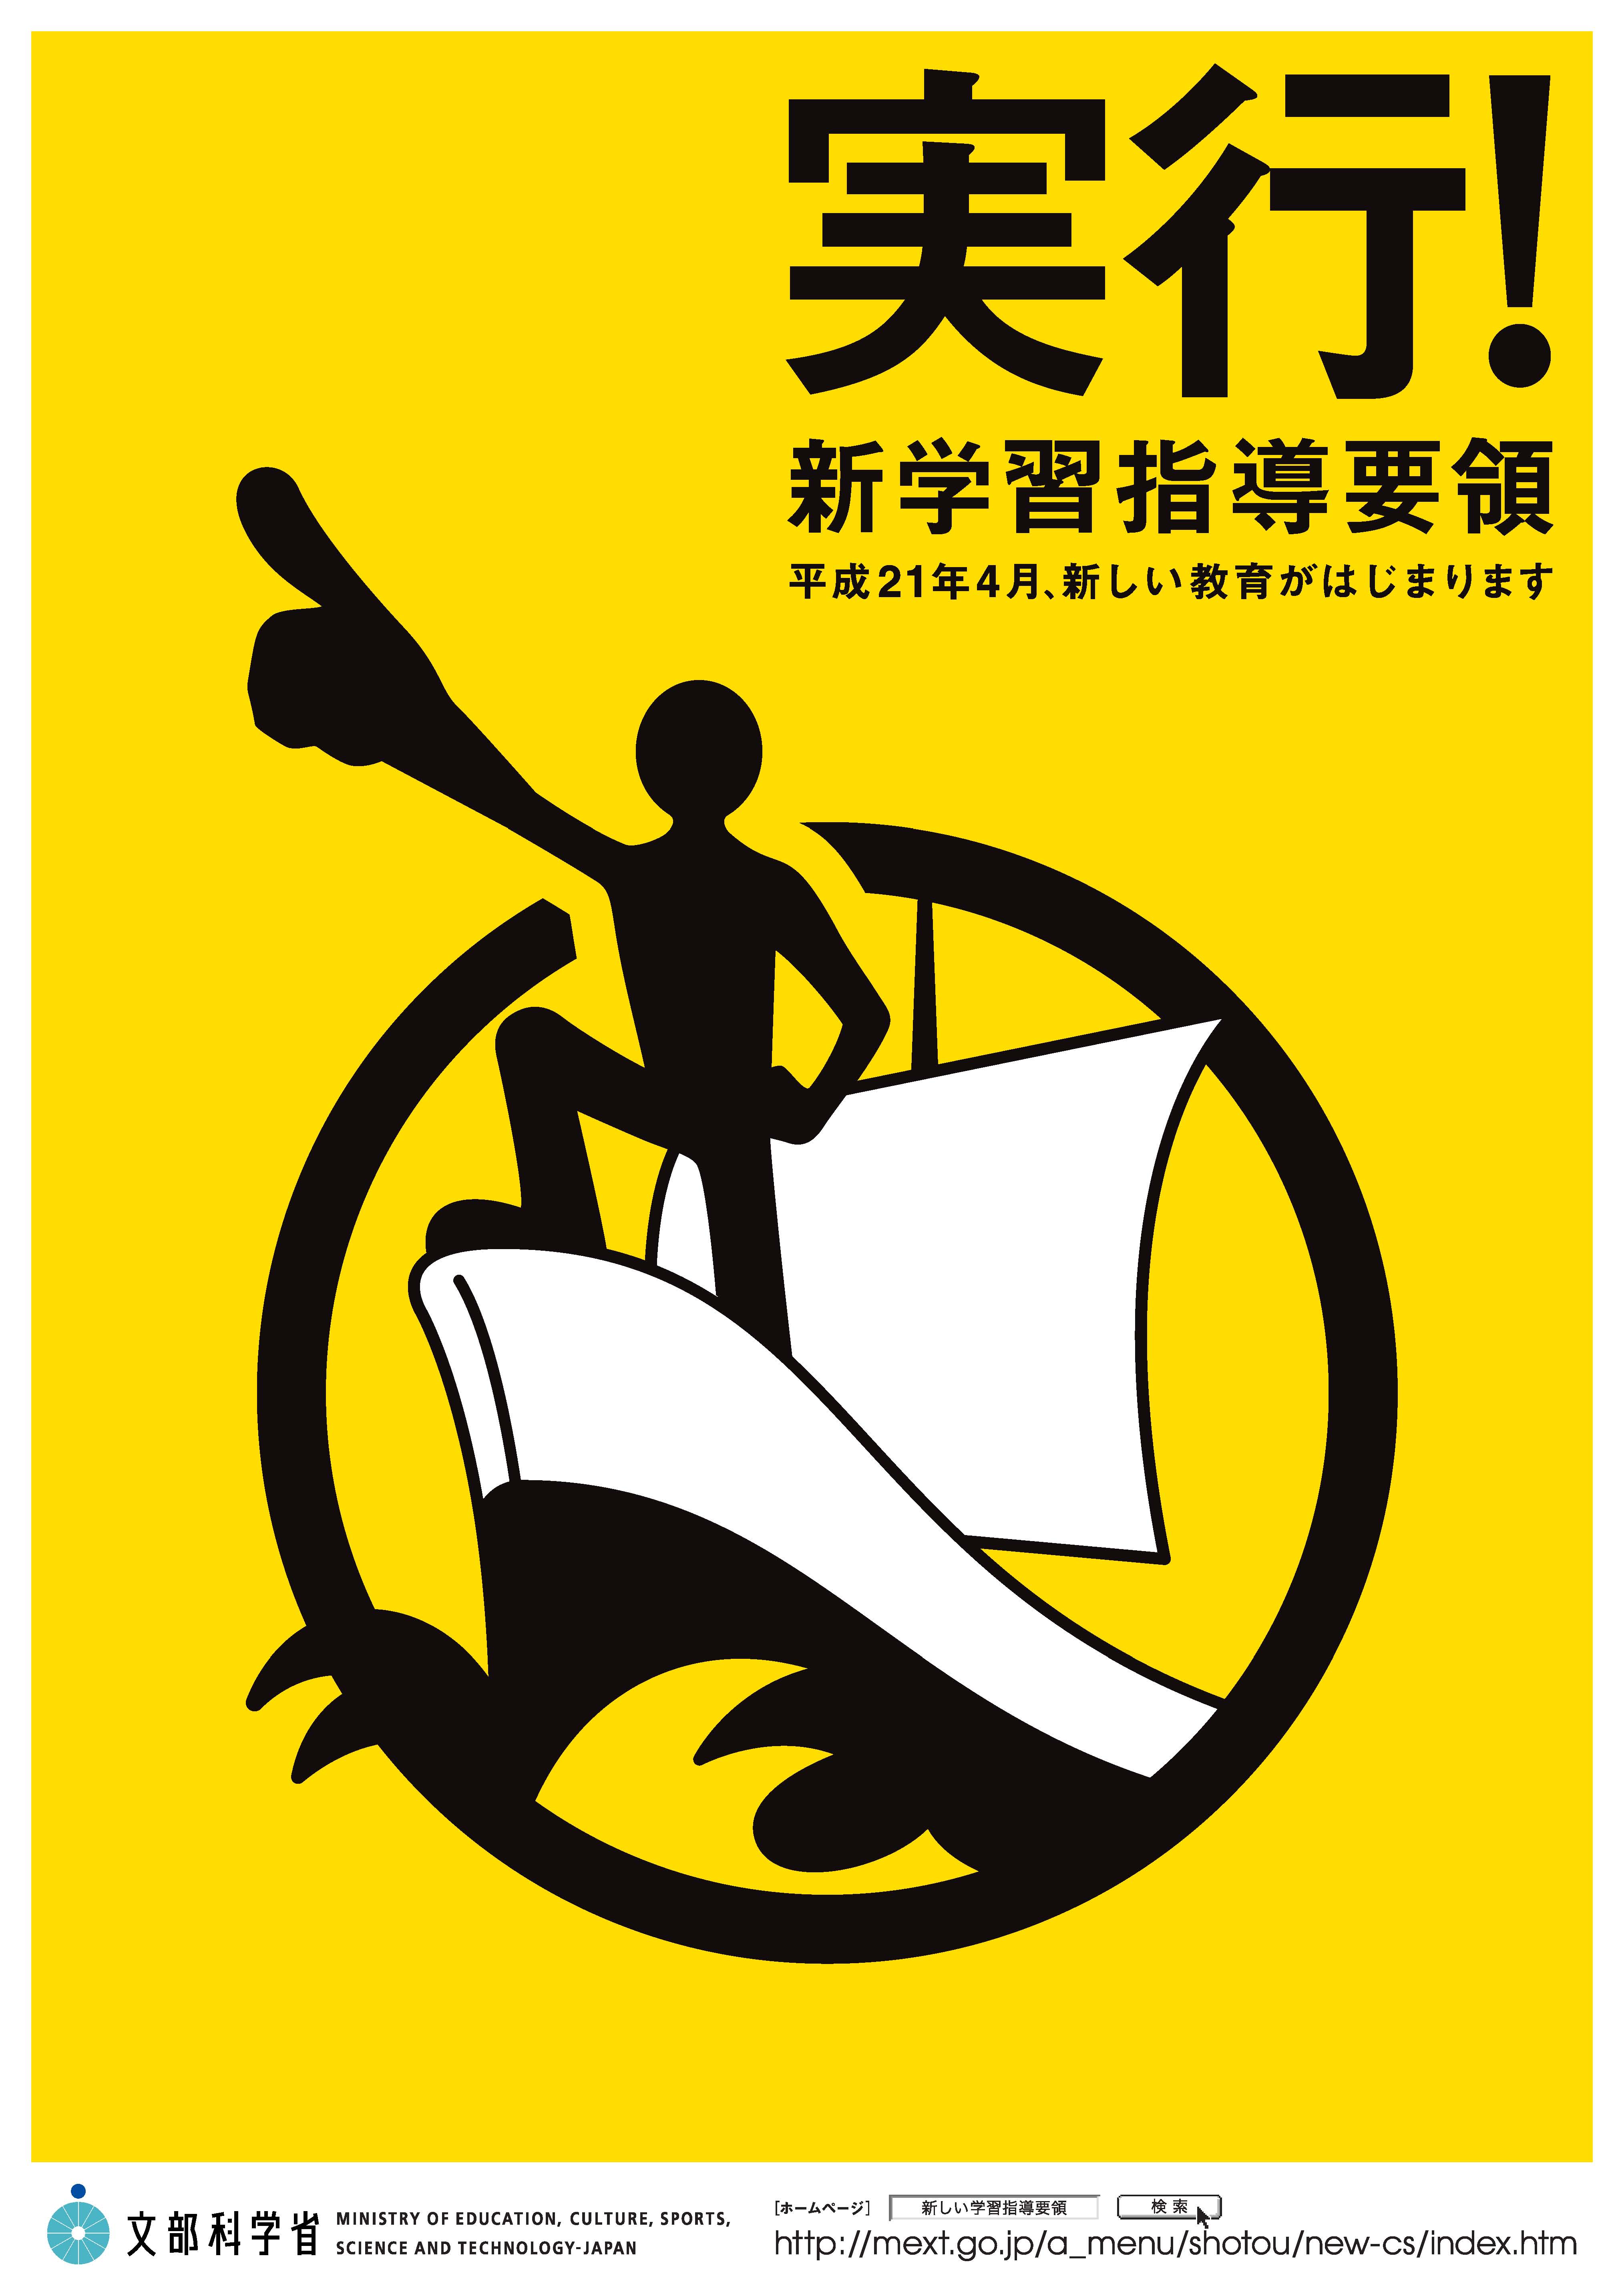 実行!
新学習指導要領
平成21年4月、新しい教育がはじまります
文部科学省
MINISTRY OF EDUCATION, CULTURE, SPORTS,
SCIENCE AND TECHNOLOGY-JAPAN
[ホームページ] 新しい学習指導要領 検索
http://mext.go.jp/a_menu/shotou/new-cs/index.htm